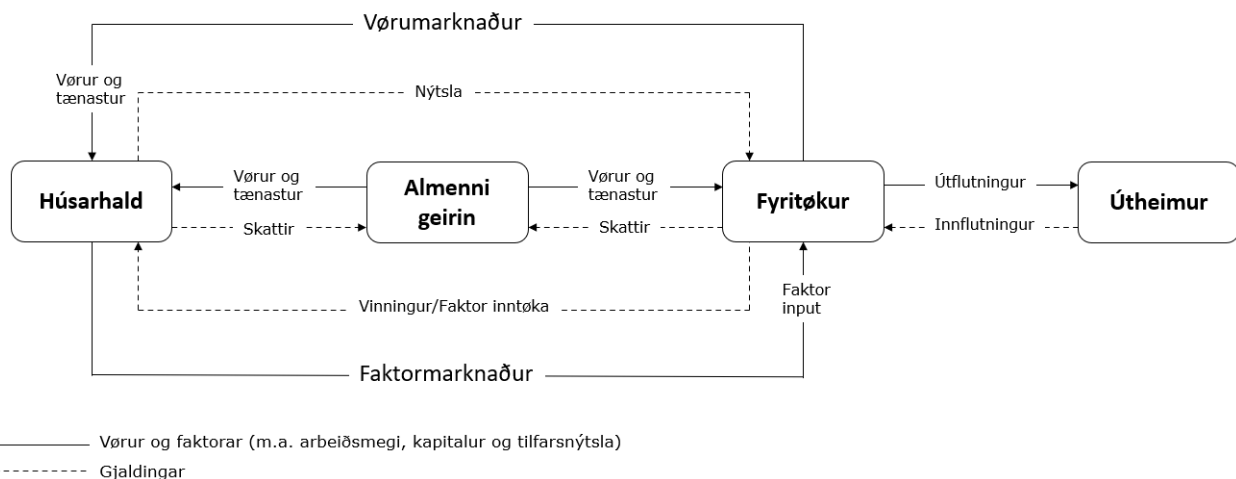 Vørumarknaður
Vørur og
tænastur
Nýtsla
Húsarhald
Vørur og
tænastur
Skattir
Almenni
geirin
Vørur og
tænastur
Skattir
Fyritøkur
Útflutningur
Innflutningur
Útheimur
Vinningur/Faktor inntøka
Faktor
input
Faktormarknaður
Vørur og faktorar (m.a. arbeiðsmegi, kapitalur og tilfarsnýtsla)
Gjaldingar